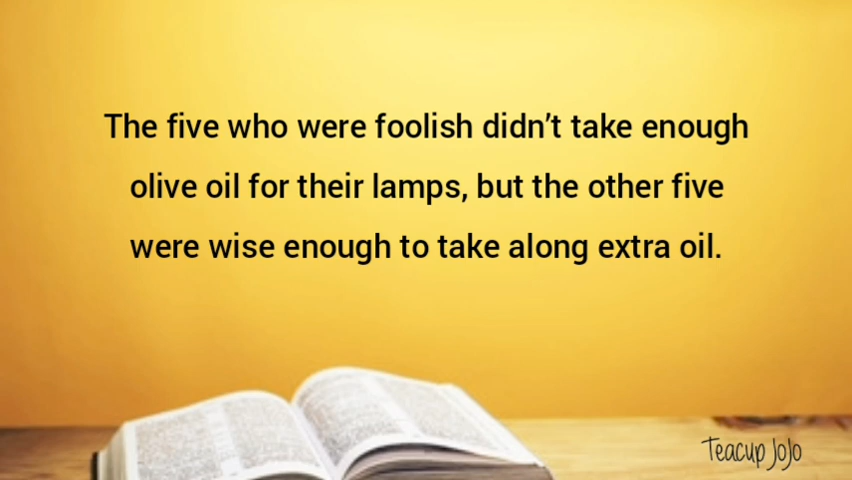 The five who were foolish didn’t take enough
olive oil for their lamps, but the other five
were wise enough to take along extra oil.
Teacup JoJo